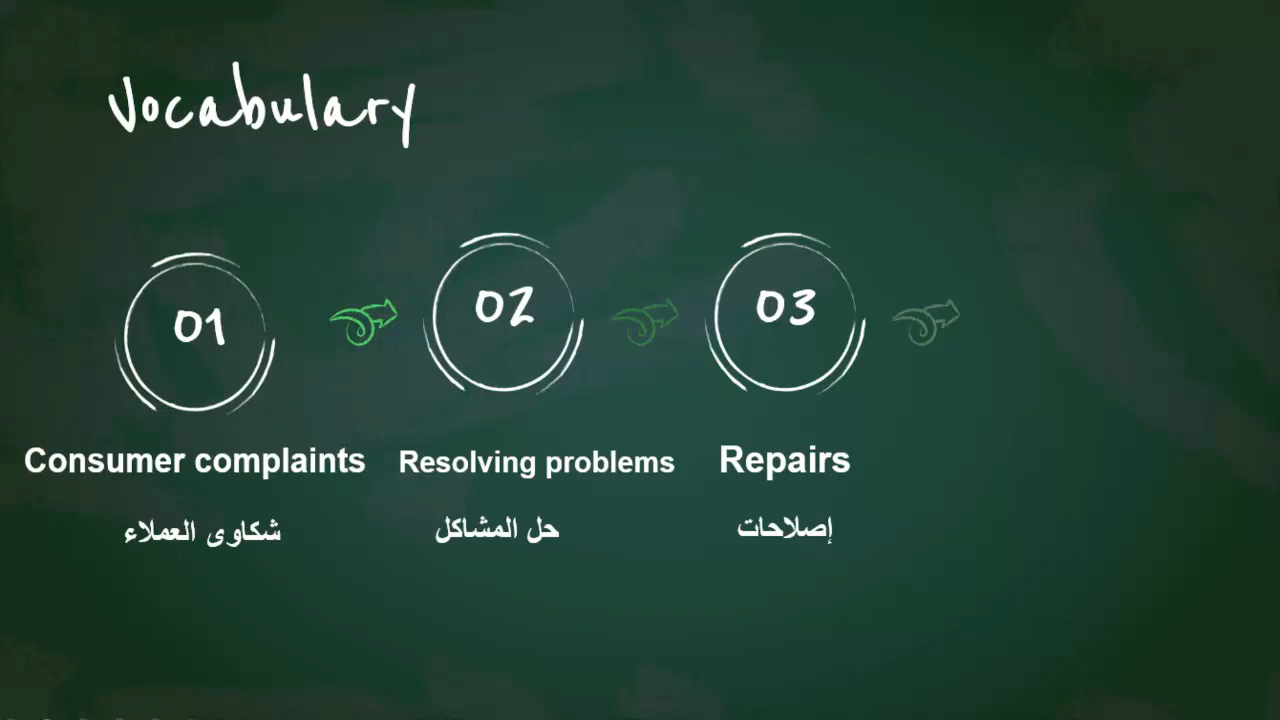 Vocabulary
01
02
03
Consumer complaints
Resolving problems
Repairs
شكاوى العملاء
حل المشاكل
إصلاحات